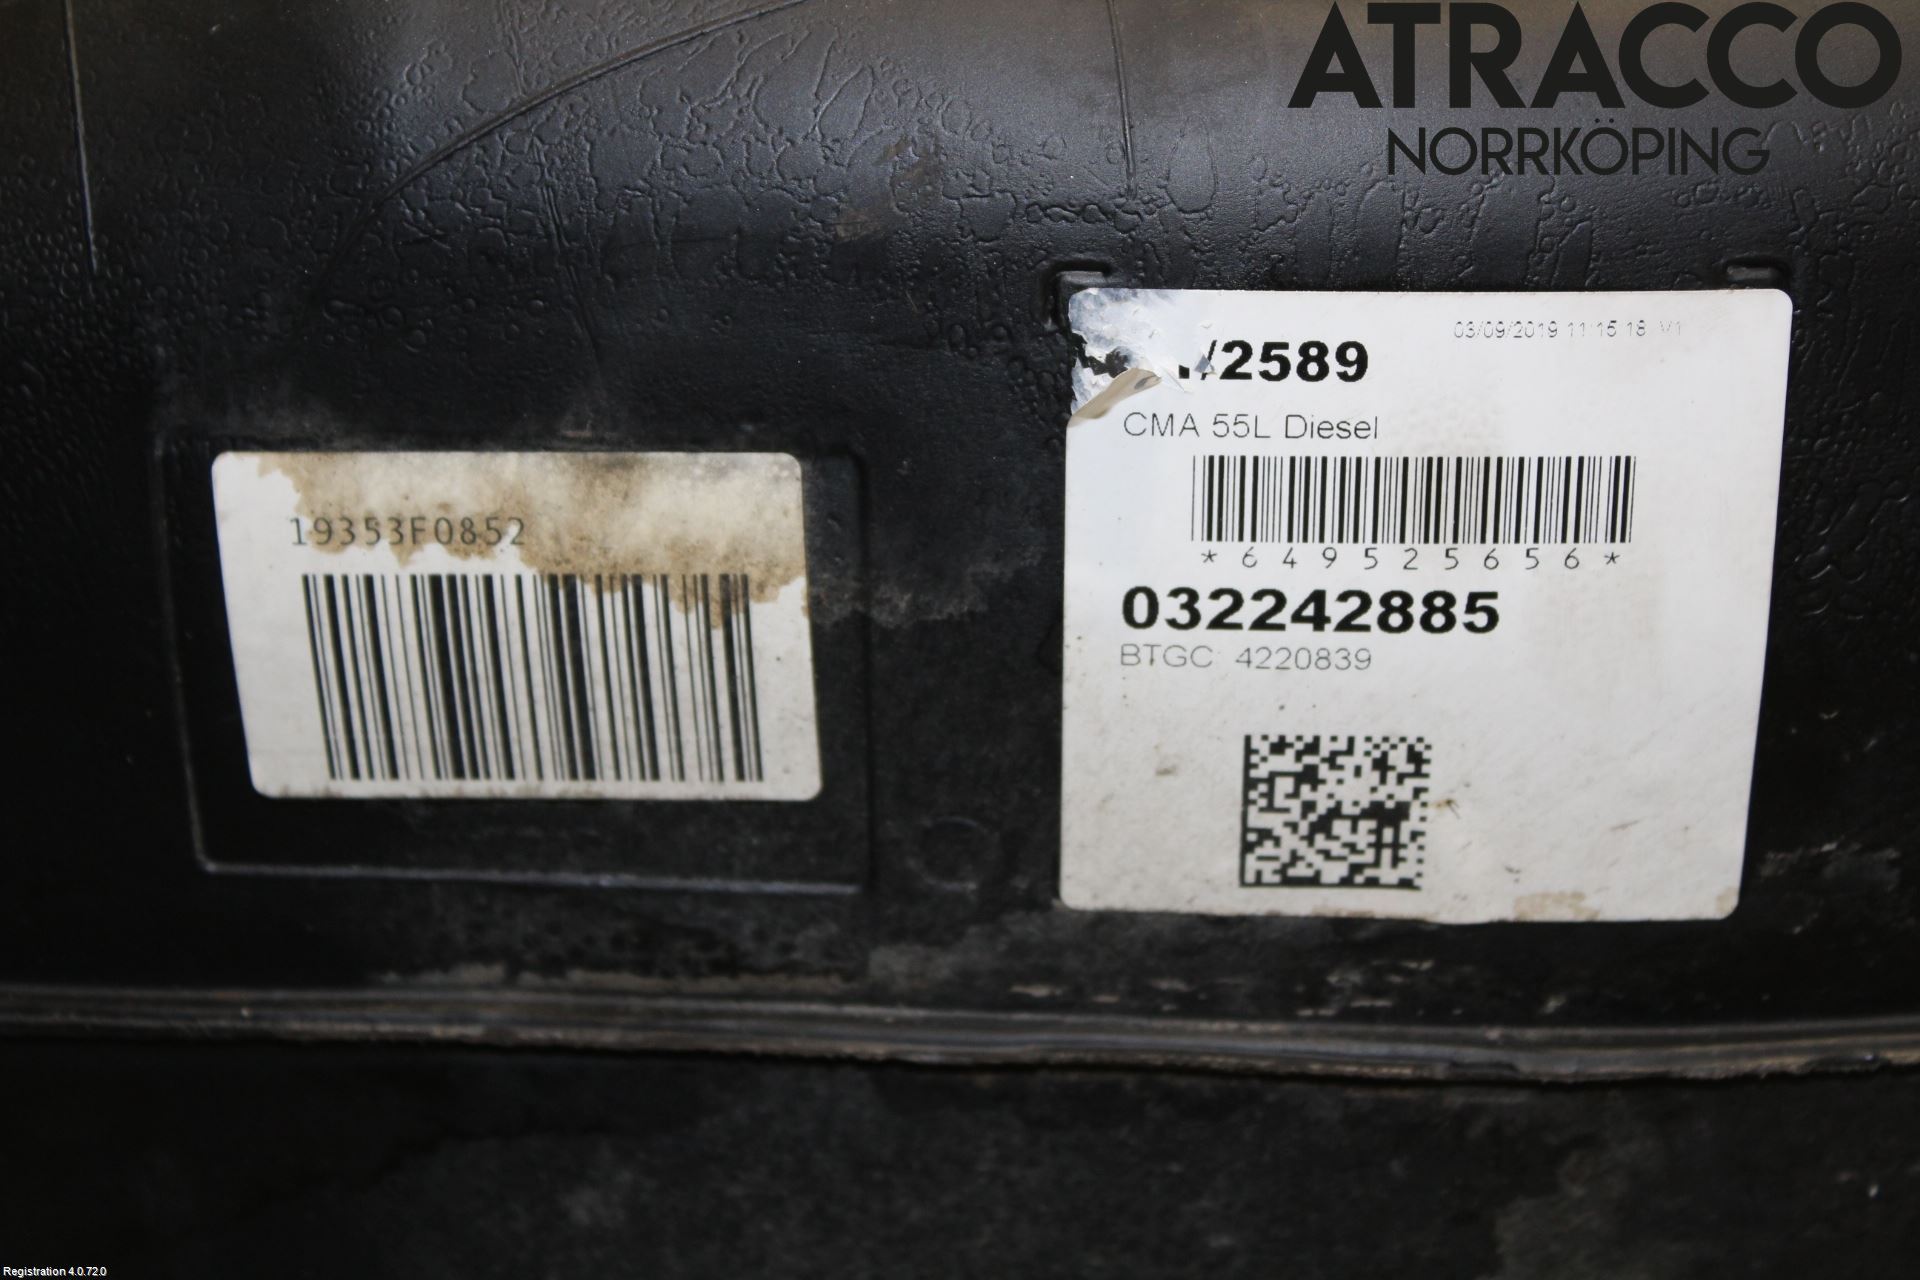 ATRACCO
NORRKÖPING
03/09/2019 11:15:18 V1
/2589
CMA 55L Diesel
*649525656*
032242885
BTGC: 4220839
19353F0852
Registration 4.0.72.0